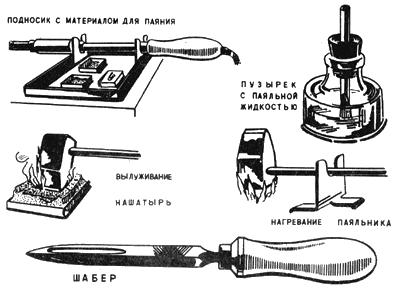 ПОДНОСИК С МАТЕРИАЛОМ ДЛЯ ПАЯНИЯ
ПУЗЫРЕК
С ПАЯЛЬНОЙ
ЖИДКОСТЬЮ
ВЫЛУЖИВАНИЕ
НАШАТЫРЬ
НАГРЕВАНИЕ ПАЯЛЬНИКА
ШАБЕР